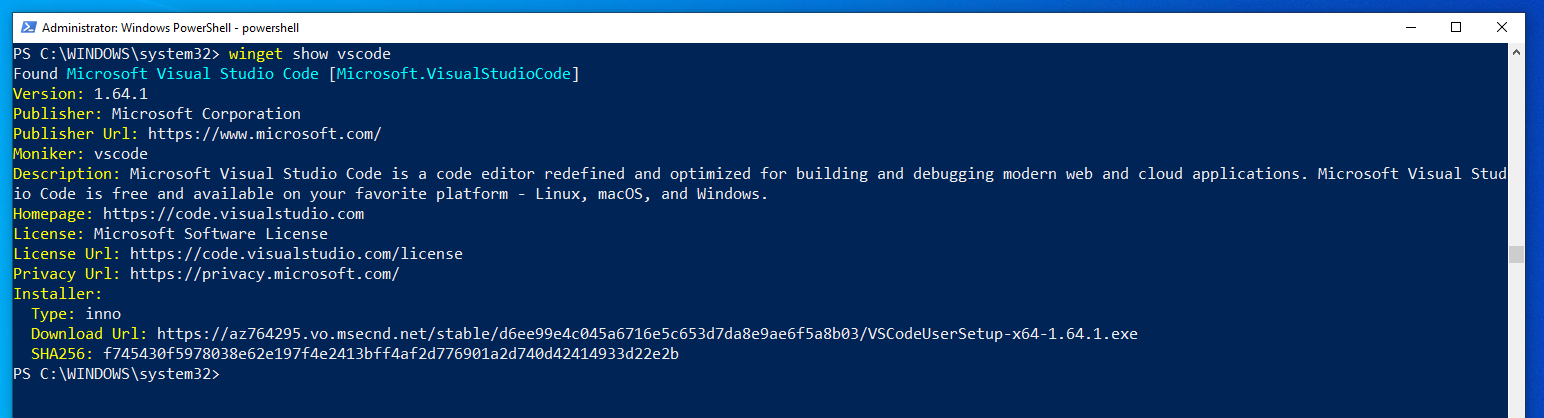 Administrator: Windows PowerShell - powershell
PS C:\WINDOWS\system32> winget show vscode
Found Microsoft Visual Studio Code [Microsoft.VisualStudioCode]
Version: 1.64.1
Publisher: Microsoft Corporation
Publisher Url: https://www.microsoft.com/
Moniker: vscode
Description: Microsoft Visual Studio Code is a code editor redefined and optimized for building and debugging modern web and cloud applications. Microsoft Visual Stud
io Code is free and available on your favorite platform - Linux, macOS, and Windows.
Homepage: https://code.visualstudio.com
License: Microsoft Software License
License Url: https://code.visualstudio.com/license
Privacy Url: https://privacy.microsoft.com/
Installer:
  Type: inno
  Download Url: https://az764295.vo.msecnd.net/stable/d6ee99e4c045a6716e5c653d7da8e9ae6f5a8b03/VSCodeUserSetup-x64-1.64.1.exe
  SHA256: f745430f5978038e62e197f4e2413bff4af2d776901a2d740d42414933d22e2b
PS C:\WINDOWS\system32>